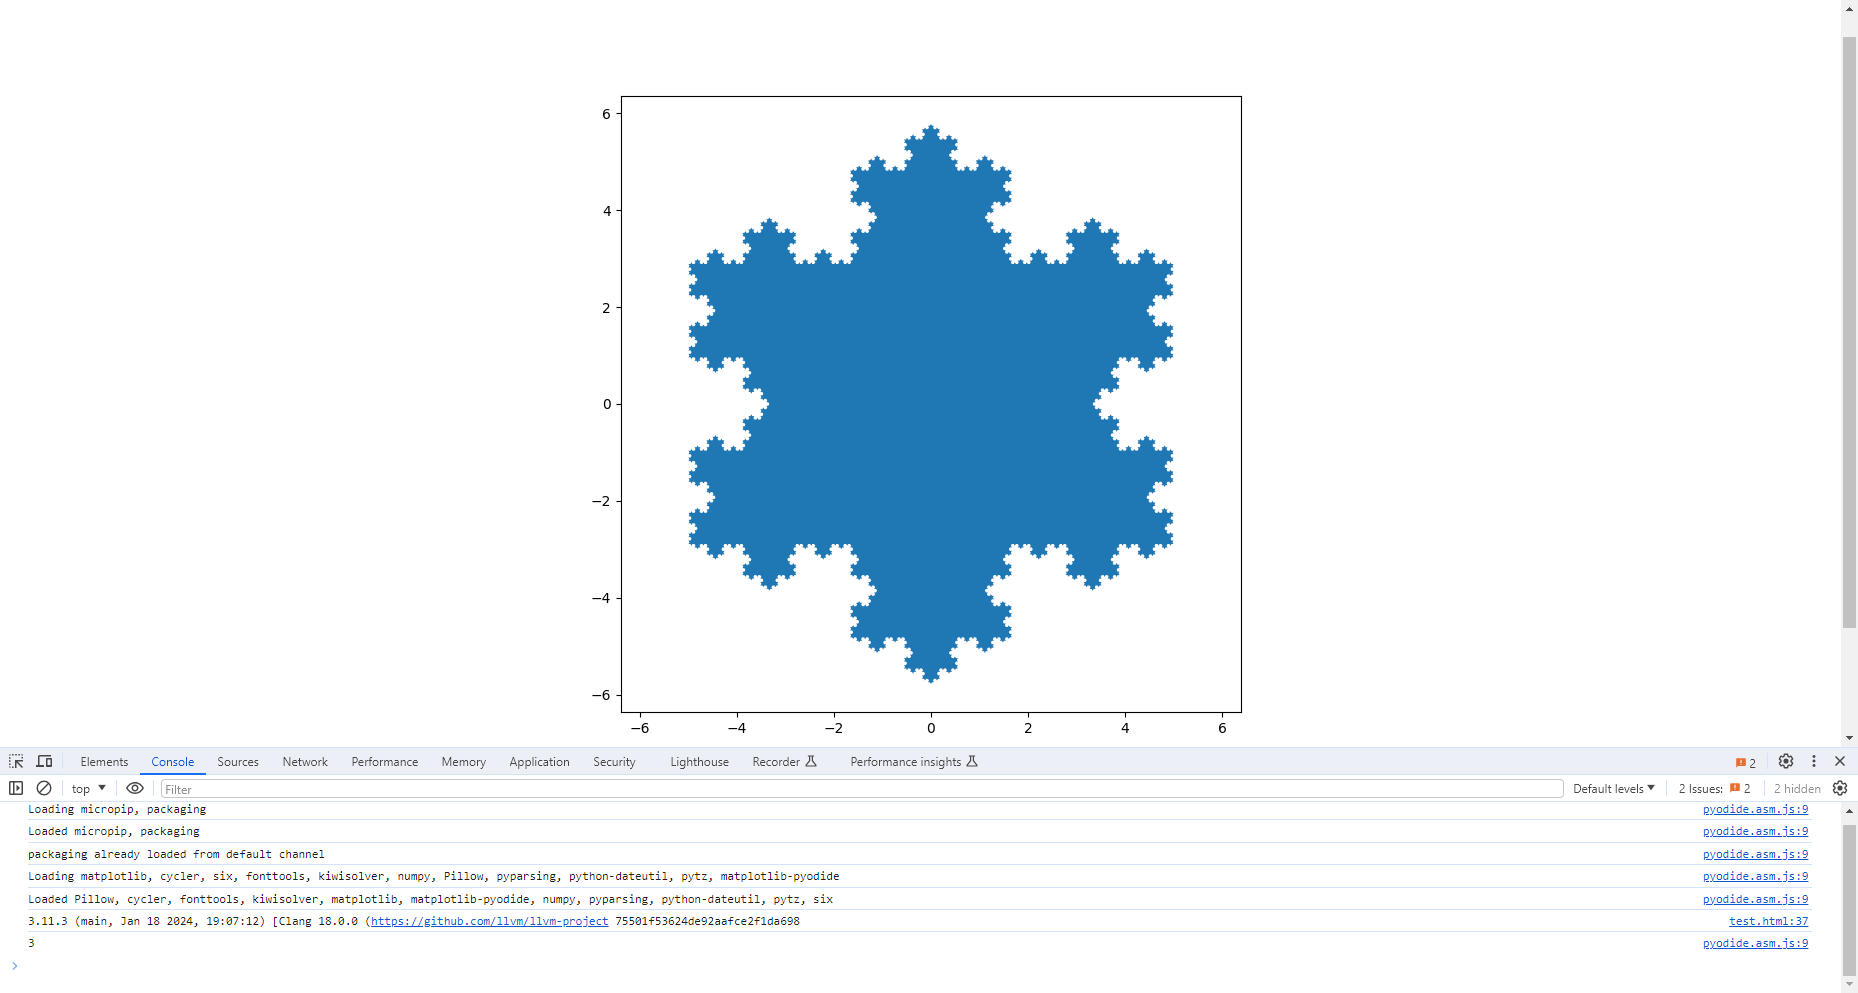 6
4
2
0
−2
−4
−6
−6 −4 −2 0 2 4 6
Elements Console Sources Network Performance Memory Application Security Lighthouse Recorder Performance insights 2
top Filter Default levels 2 Issues: 2 2 hidden
Loading micropip, packaging pyodide.asm.js:9
Loaded micropip, packaging pyodide.asm.js:9
packaging already loaded from default channel pyodide.asm.js:9
Loading matplotlib, cycler, six, fonttools, kiwisolver, numpy, Pillow, pyparsing, python-dateutil, pytz, matplotlib-pyodide pyodide.asm.js:9
Loaded Pillow, cycler, fonttools, kiwisolver, matplotlib, matplotlib-pyodide, numpy, pyparsing, python-dateutil, pytz, six pyodide.asm.js:9
3.11.3 (main, Jan 18 2024, 19:07:12) [Clang 18.0.0 (https://github.com/llvm/llvm-project 75501f53624de92aafce2f1da698 test.html:37
3 pyodide.asm.js:9